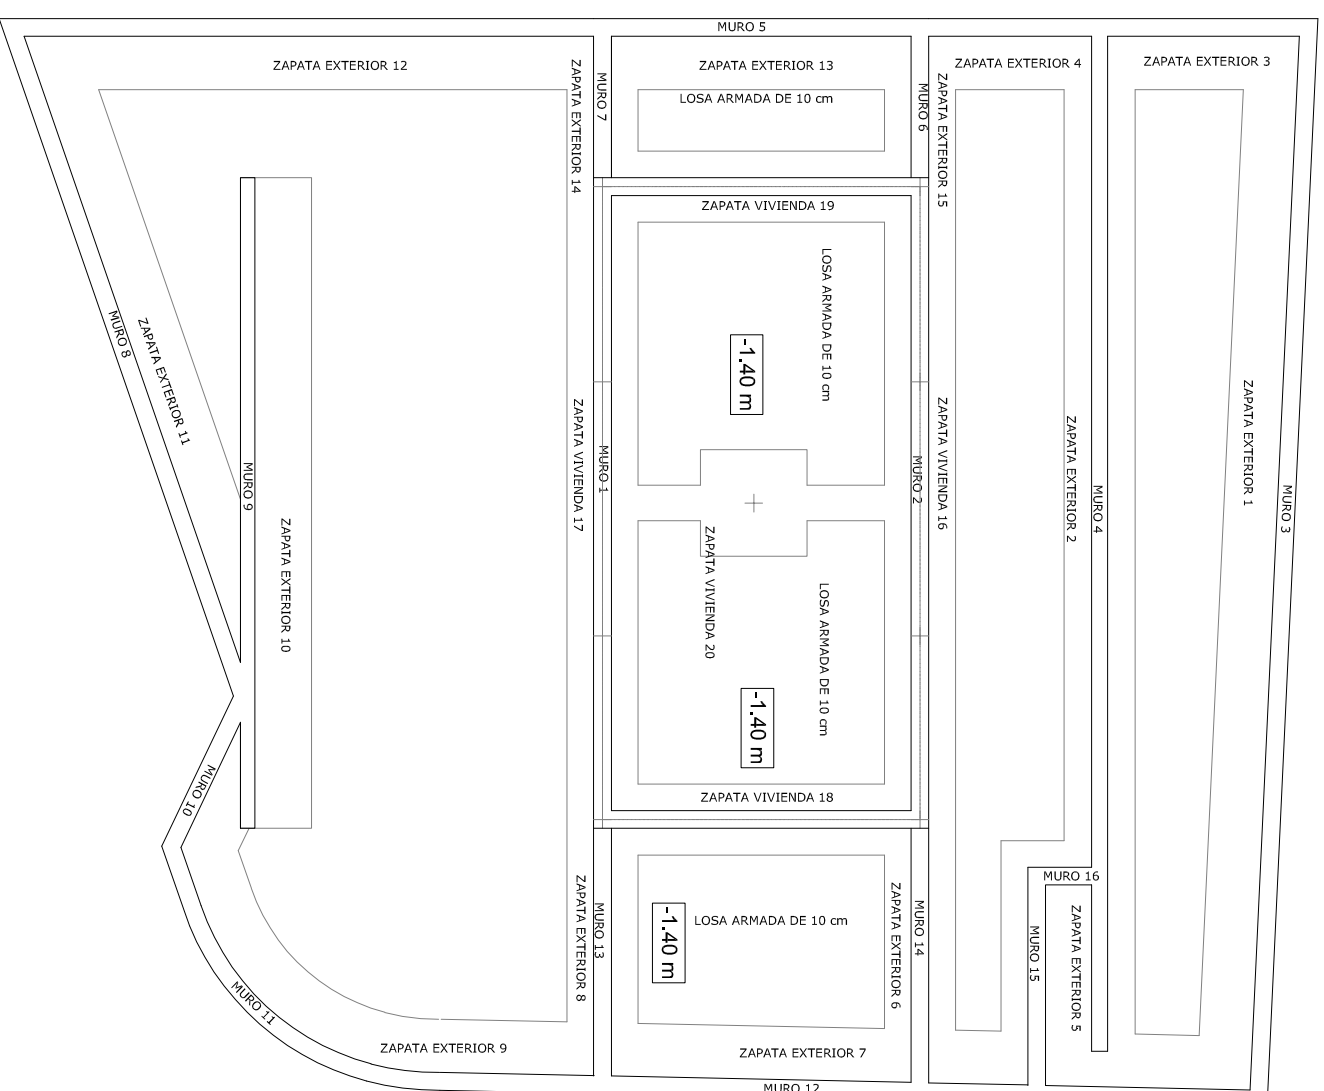 MURO 5
ZAPATA EXTERIOR 12
ZAPATA EXTERIOR 13
ZAPATA EXTERIOR 4
ZAPATA EXTERIOR 3
ZAPATA EXTERIOR 14
MURO 7
LOSA ARMADA DE 10 cm
MURO 6
ZAPATA EXTERIOR 15
ZAPATA VIVIENDA 19
LOSA ARMADA DE 10 cm
MURO 8
ZAPATA EXTERIOR 11
-1.40 m
ZAPATA EXTERIOR 1
ZAPATA VIVIENDA 17
MURO 1
MURO 2
ZAPATA VIVIENDA 16
ZAPATA EXTERIOR 2
MURO 4
MURO 3
MURO 9
ZAPATA EXTERIOR 10
ZAPATA VIVIENDA 20
LOSA ARMADA DE 10 cm
-1.40 m
MURO 10
ZAPATA VIVIENDA 18
MURO 16
ZAPATA EXTERIOR 8
MURO 13
-1.40 m
LOSA ARMADA DE 10 cm
ZAPATA EXTERIOR 6
MURO 14
MURO 15
ZAPATA EXTERIOR 5
MURO 11
ZAPATA EXTERIOR 9
ZAPATA EXTERIOR 7
MURO 12